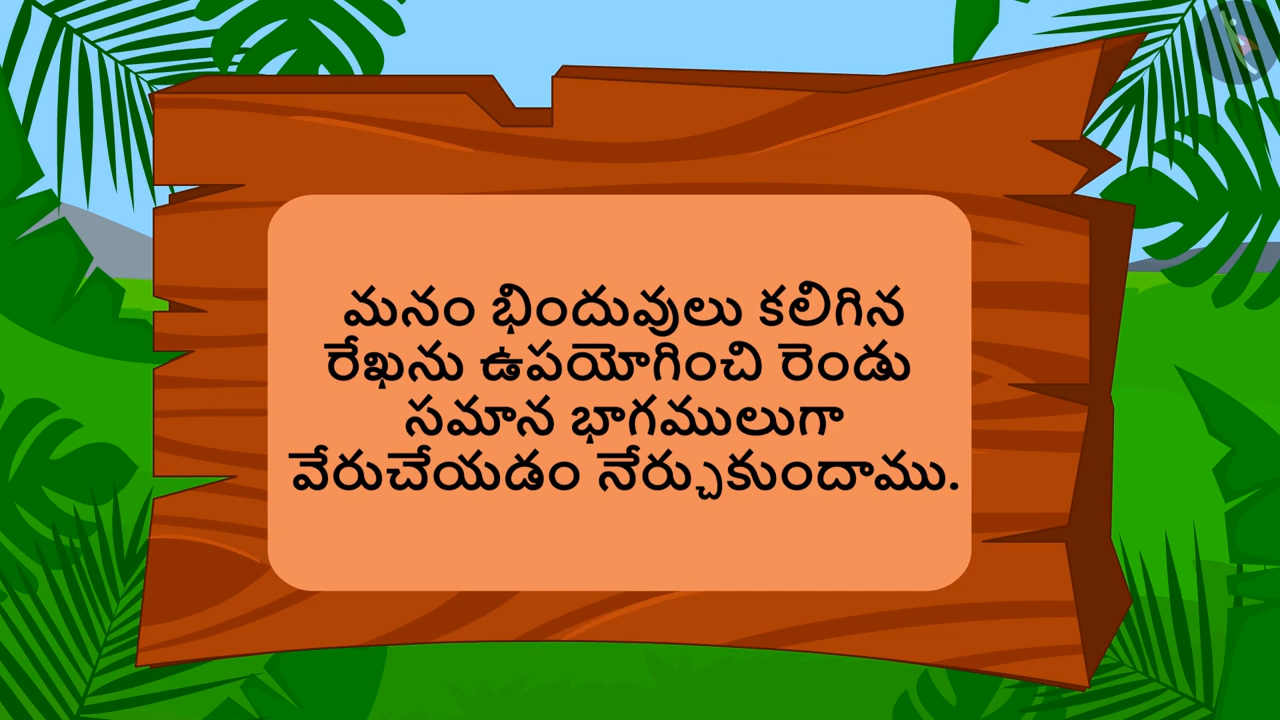 మనం భిందువులు కలిగిన
రేఖను ఉపయోగించి రెండు
సమాన భాగములుగా
వేరుచేయడం నేర్చుకుందాము.